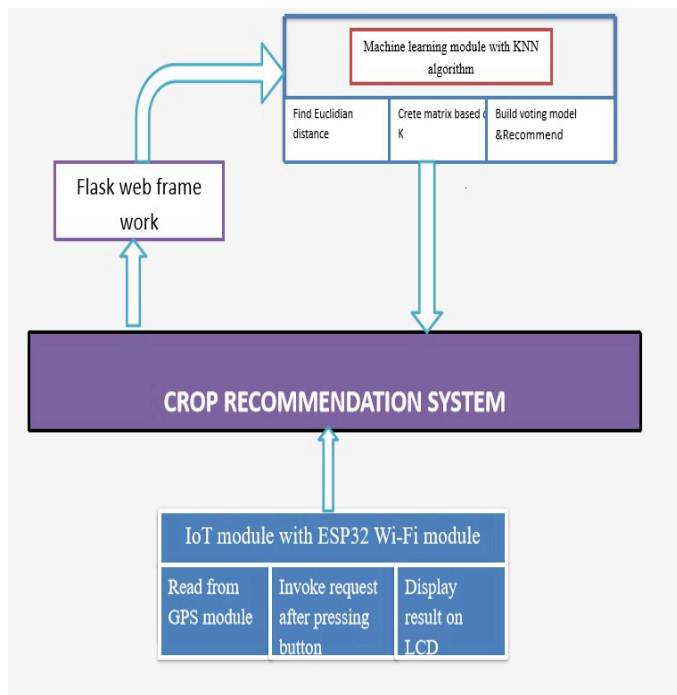 Machine learning module with KNN
algorithm
Find Euclidian
distance
Crete matrix based
K
Build voting model
&Recommend
Flask web frame
work
CROP RECOMMENDATION SYSTEM
IoT module with ESP32 Wi-Fi module
Read from
GPS module
Invoke request
after pressing
button
Display
result on
LCD